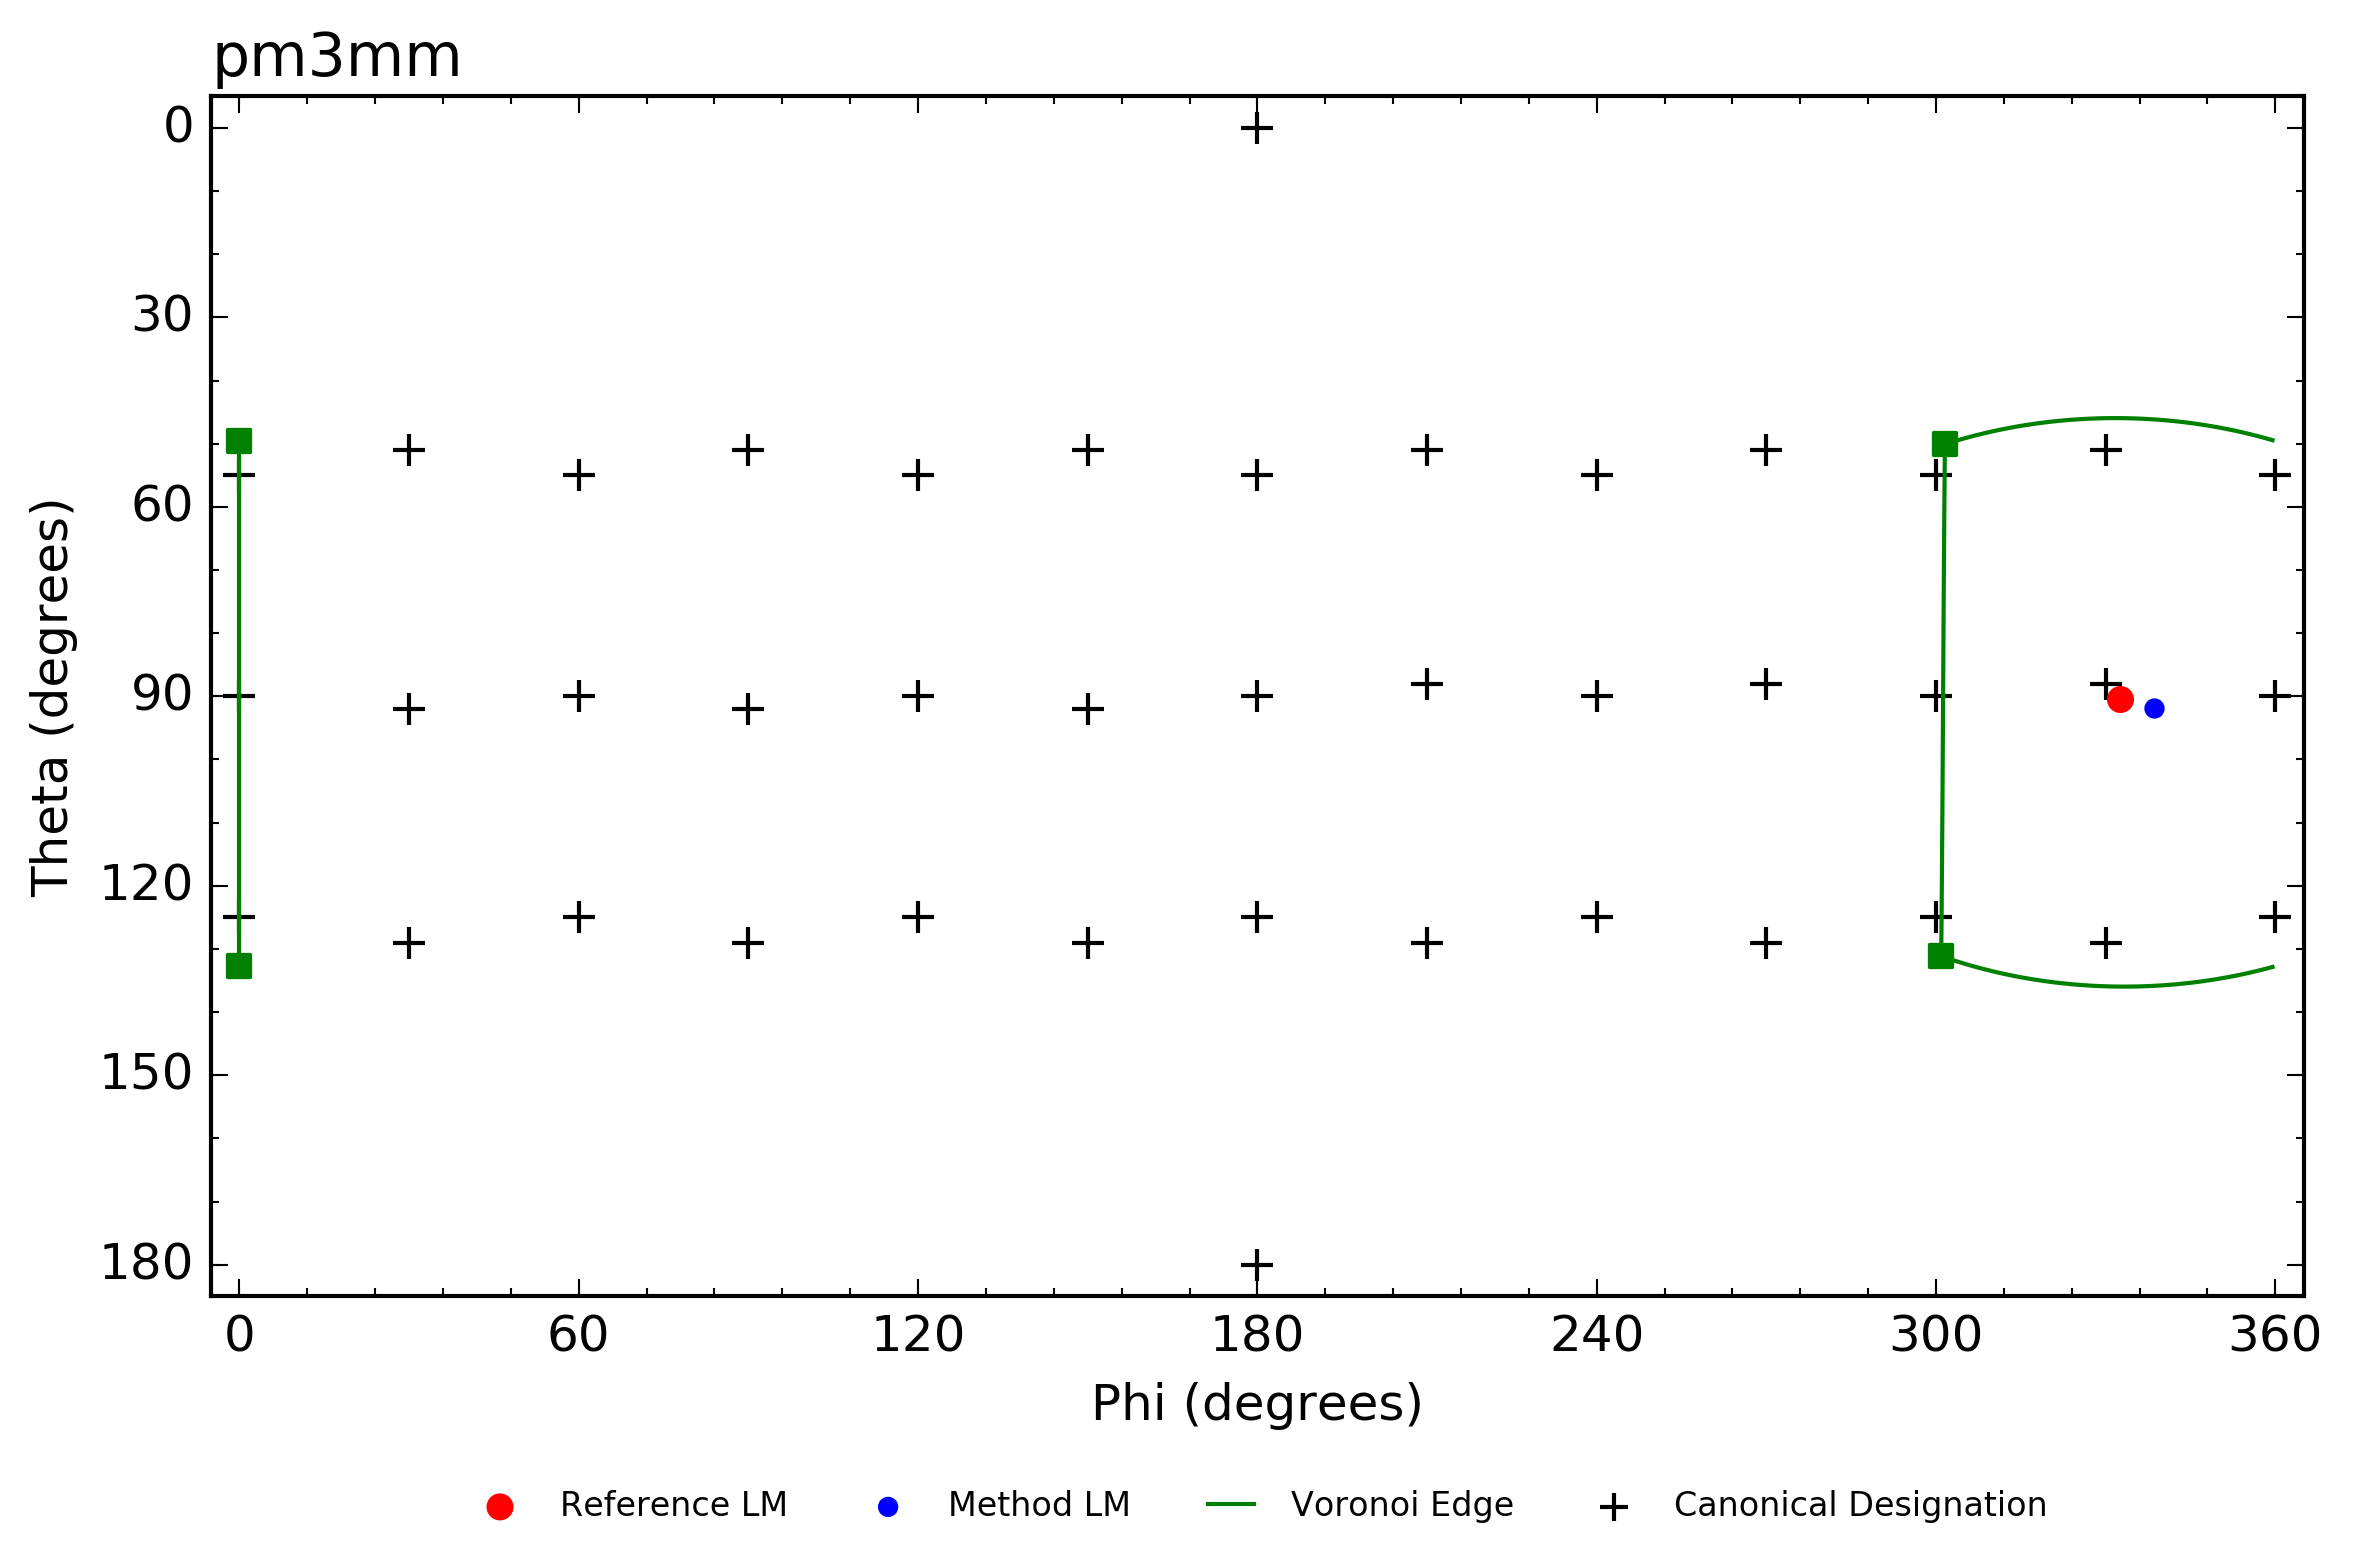 pm3mm
0
30
60
90
120
150
180
Theta (degrees)
0 60 120 180 240 300 360
Phi (degrees)
Reference LM Method LM Voronoi Edge Canonical Designation